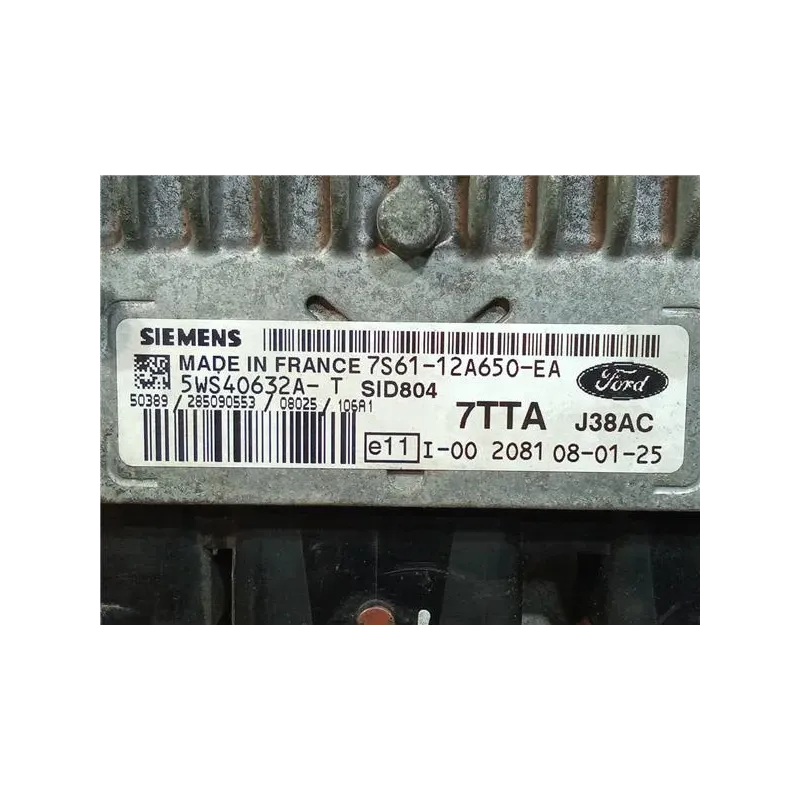 SIEMENS
MADE IN FRANCE 7S61-12A650-EA
5WS40632A-T SID804
Ford
50389/285090553/08025/106A1
7TTA J38AC
e11 I-00 2081 08-01-25